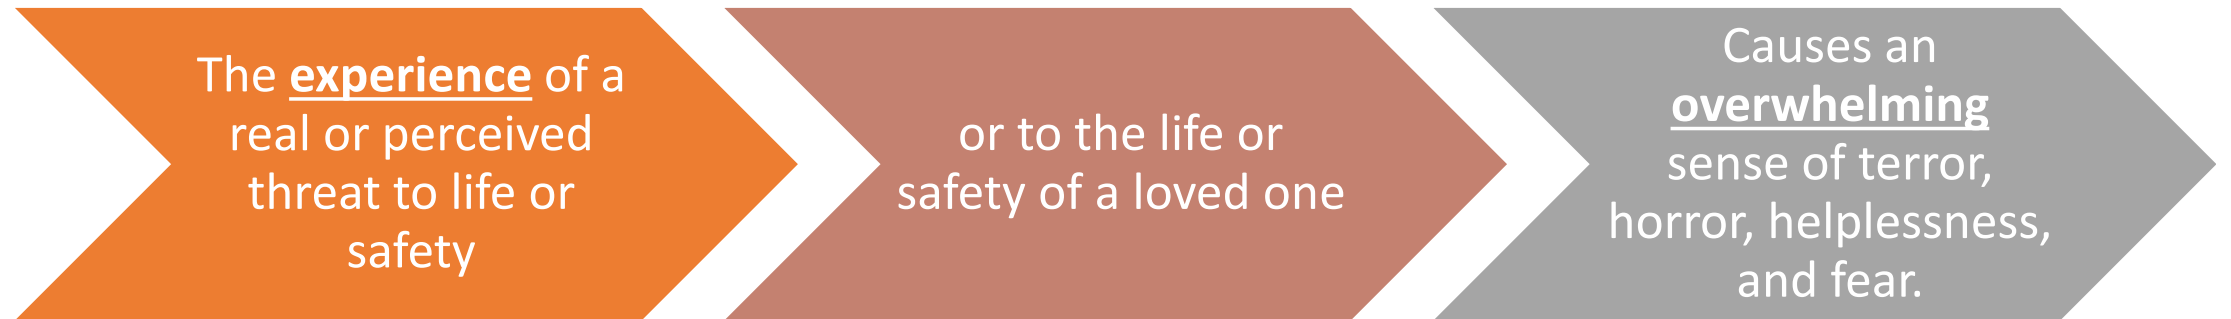 The experience of a
real or perceived
threat to life or
safety
or to the life or
safety of a loved one
Causes an
overwhelming
sense of terror,
horror, helplessness,
and fear.